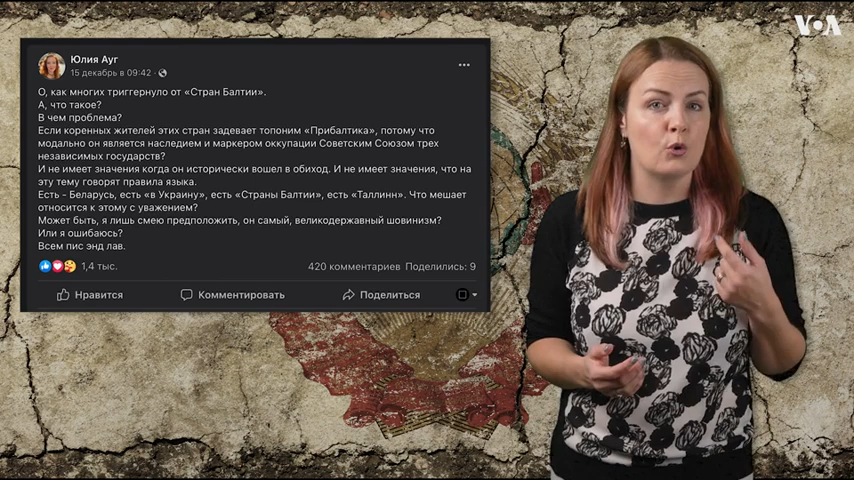 VOA
Юлия Ауг
15 декабрь в 09:42 ·
О, как многих триггернуло от «Стран Балтии».
А, что такое?
В чем проблема?
Если коренных жителей этих стран задевает топоним «Прибалтика», потому что
модально он является наследием и маркером оккупации Советским Союзом трех
независимых государств?
И не имеет значения когда он исторически вошел в обиход. И не имеет значения, что на
эту тему говорят правила языка.
Есть - Беларусь, есть «в Украину», есть «Страны Балтии», есть «Таллинн». Что мешает
относится к этому с уважением?
Может быть, я лишь смею предположить, он самый, великодержавный шовинизм?
Или я ошибаюсь?
Всем пис энд лав.
1,4 тыс. 420 комментариев Поделились: 9
Нравится Комментировать Поделиться